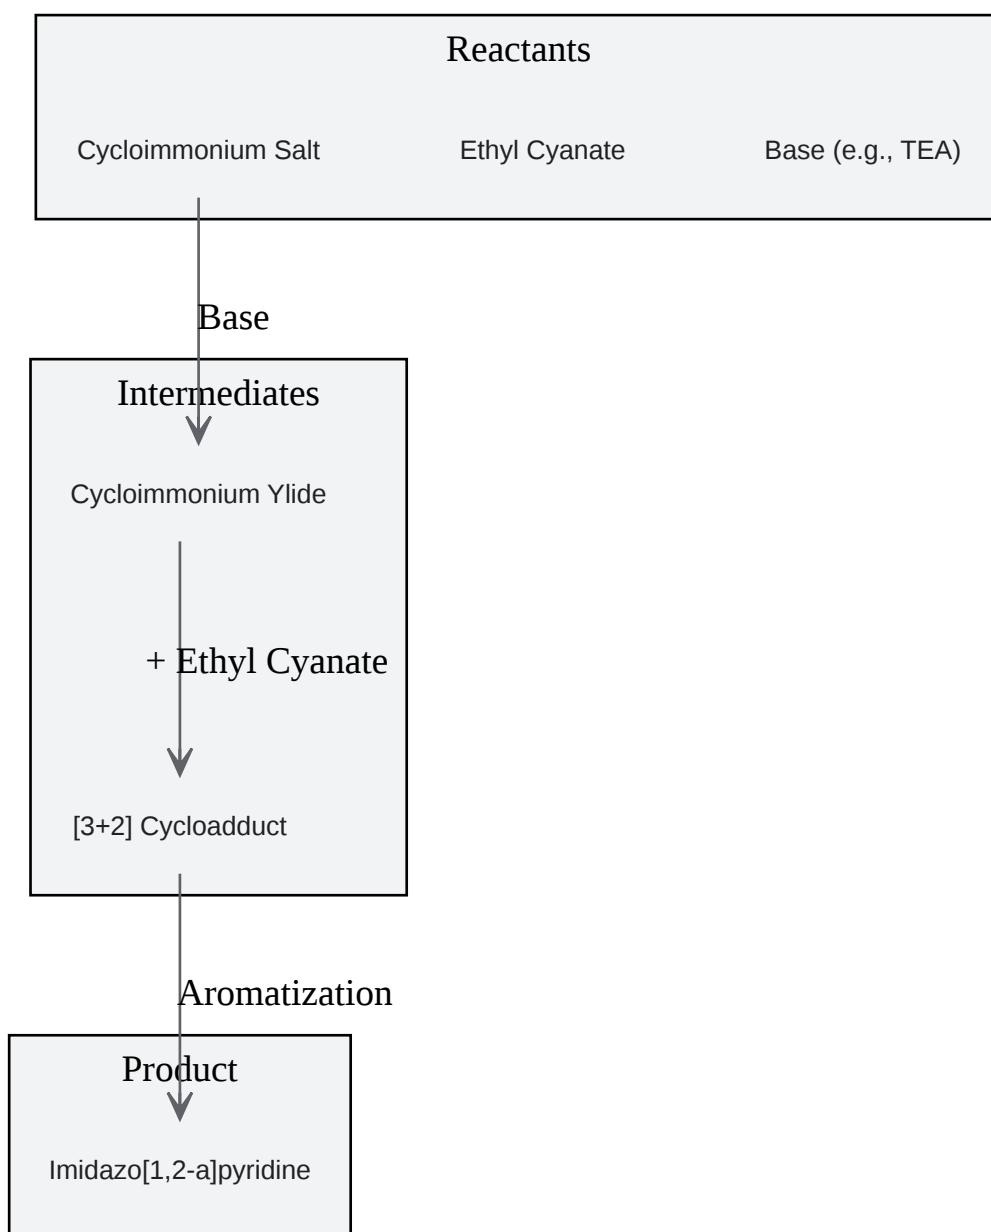 Reactants
Cycloimmonium Salt
Ethyl Cyanate
Base (e.g., TEA)
Base
Intermediates
Cycloimmonium Ylide
+ Ethyl Cyanate
[3+2] Cycloadduct
Aromatization
Product
Imidazo[1,2-a]pyridine